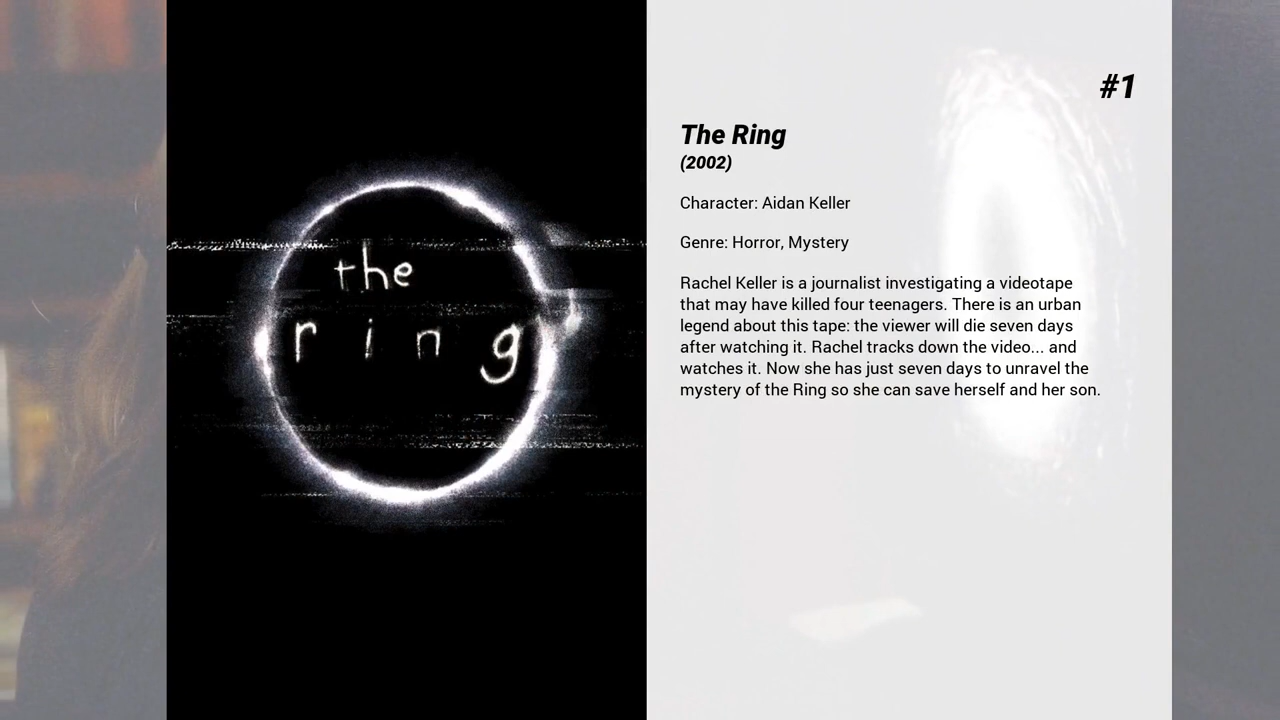 the
ring
#1
The Ring
(2002)
Character: Aidan Keller
Genre: Horror, Mystery
Rachel Keller is a journalist investigating a videotape
that may have killed four teenagers. There is an urban
legend about this tape: the viewer will die seven days
after watching it. Rachel tracks down the video... and
watches it. Now she has just seven days to unravel the
mystery of the Ring so she can save herself and her son.